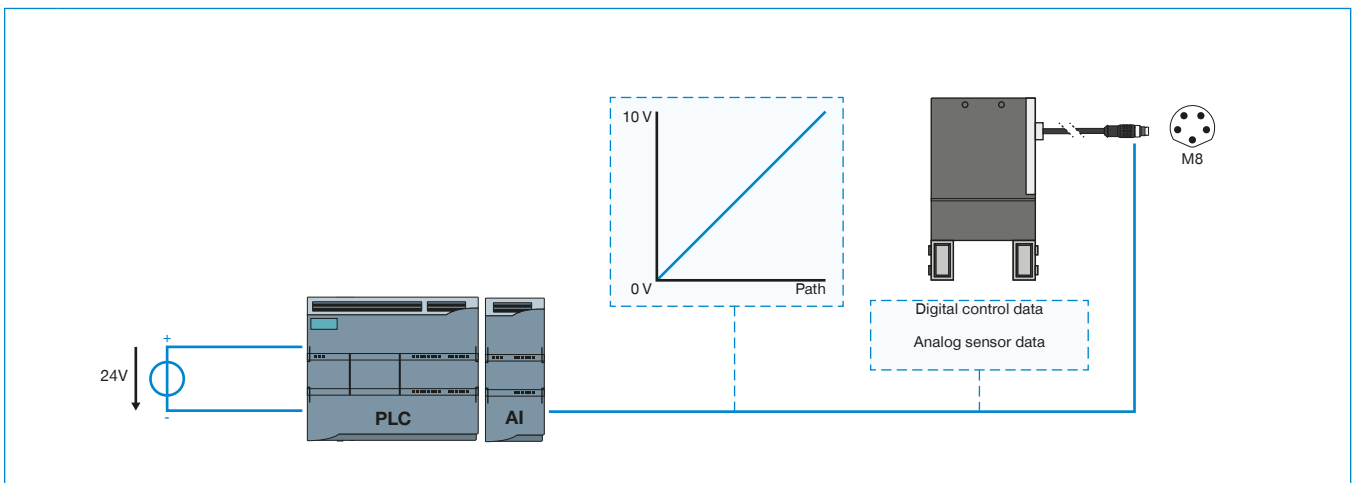 10 V
0 V
Path
M8
Digital control data
Analog sensor data
+
24V
-
PLC
AI